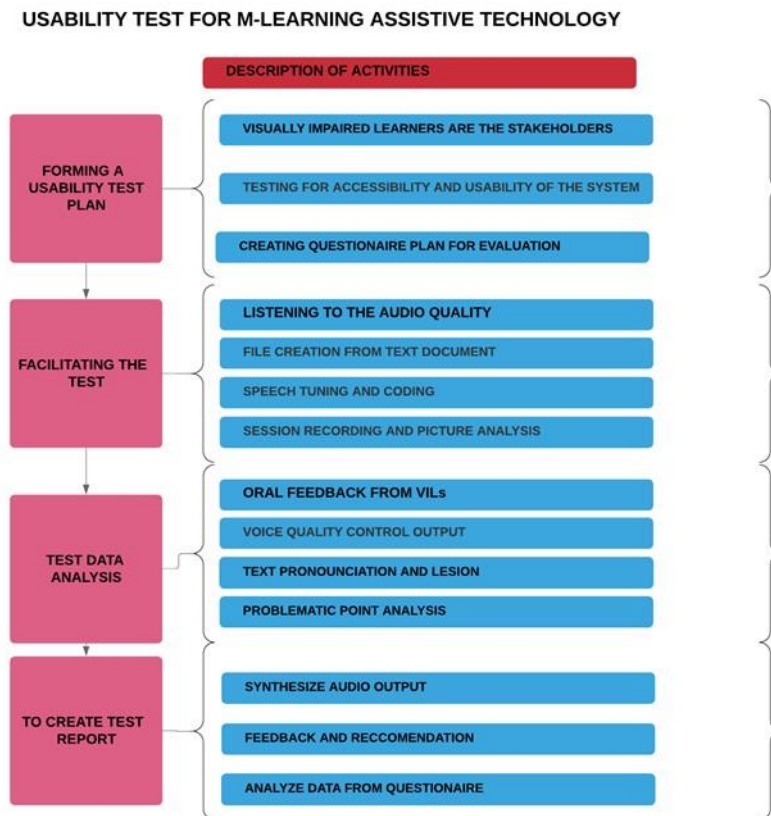 USABILITY TEST FOR M-LEARNING ASSISTIVE TECHNOLOGY
DESCRIPTION OF ACTIVITIES
FORMING A
USABILITY TEST
PLAN
VISUALLY IMPAIRED LEARNERS ARE THE STAKEHOLDERS
TESTING FOR ACCESSIBILITY AND USABILITY OF THE SYSTEM
CREATING QUESTIONAIRE PLAN FOR EVALUATION
FACILITATING THE
TEST
LISTENING TO THE AUDIO QUALITY
FILE CREATION FROM TEXT DOCUMENT
SPEECH TUNING AND CODING
SESSION RECORDING AND PICTURE ANALYSIS
TEST DATA
ANALYSIS
ORAL FEEDBACK FROM VILs
VOICE QUALITY CONTROL OUTPUT
TEXT PRONOUNCIATION AND LESION
PROBLEMATIC POINT ANALYSIS
TO CREATE TEST
REPORT
SYNTHESIZE AUDIO OUTPUT
FEEDBACK AND RECCOMENDATION
ANALYZE DATA FROM QUESTIONAIRE